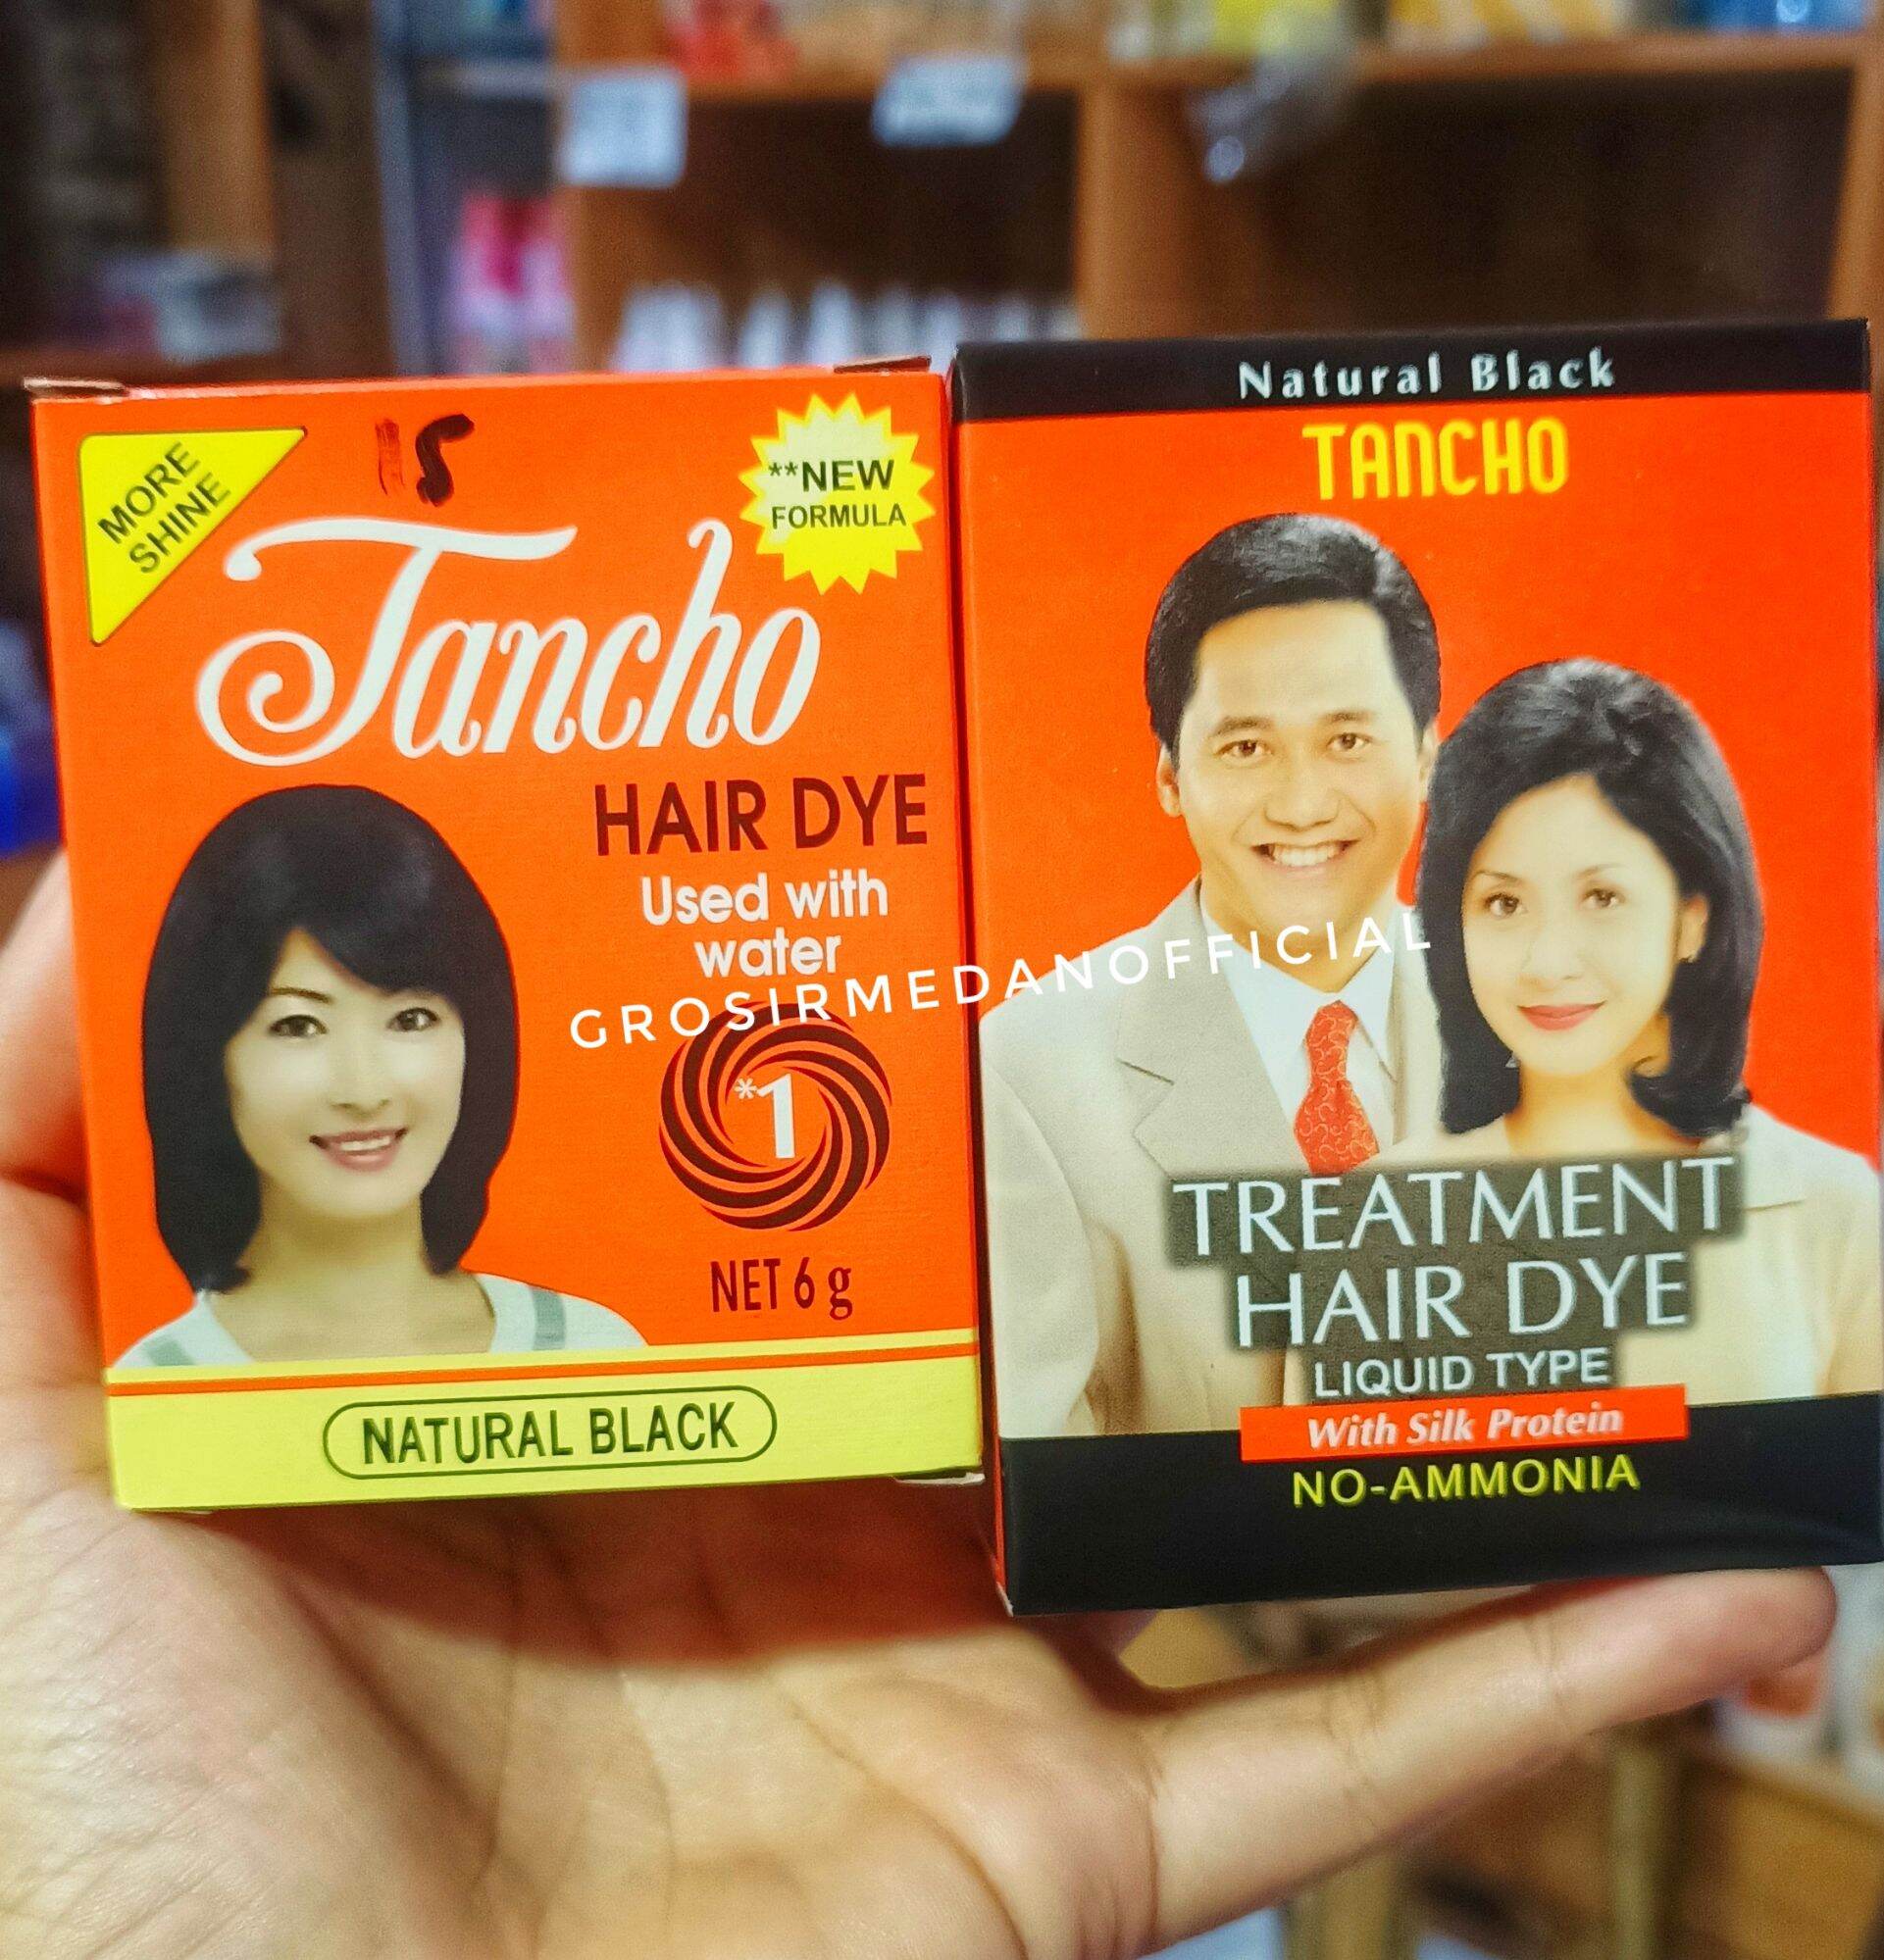 MORE
SHINE
15
**NEW
FORMULA
Tancho
HAIR DYE
Used with
water
*1
NET 6 g
NATURAL BLACK
Natural Black
TANCHO
TREATMENT
HAIR DYE
LIQUID TYPE
With Silk Protein
NO-AMMONIA
GROSIRMEDANOFFICIAL